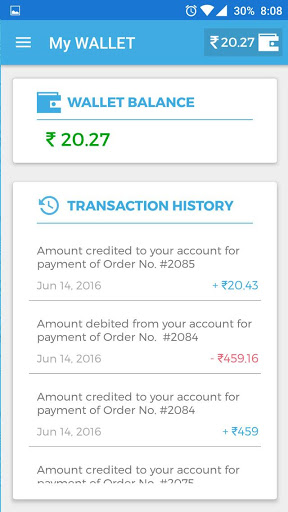 30% 8:08
My WALLET
₹ 20.27
WALLET BALANCE
₹ 20.27
TRANSACTION HISTORY
Amount credited to your account for
payment of Order No. #2085
Jun 14, 2016 + ₹20.43
Amount debited from your account for
payment of Order No. #2084
Jun 14, 2016 - ₹459.16
Amount credited to your account for
payment of Order No. #2084
Jun 14, 2016 + ₹459
Amount credited to your account for
payment of Order No. #2075